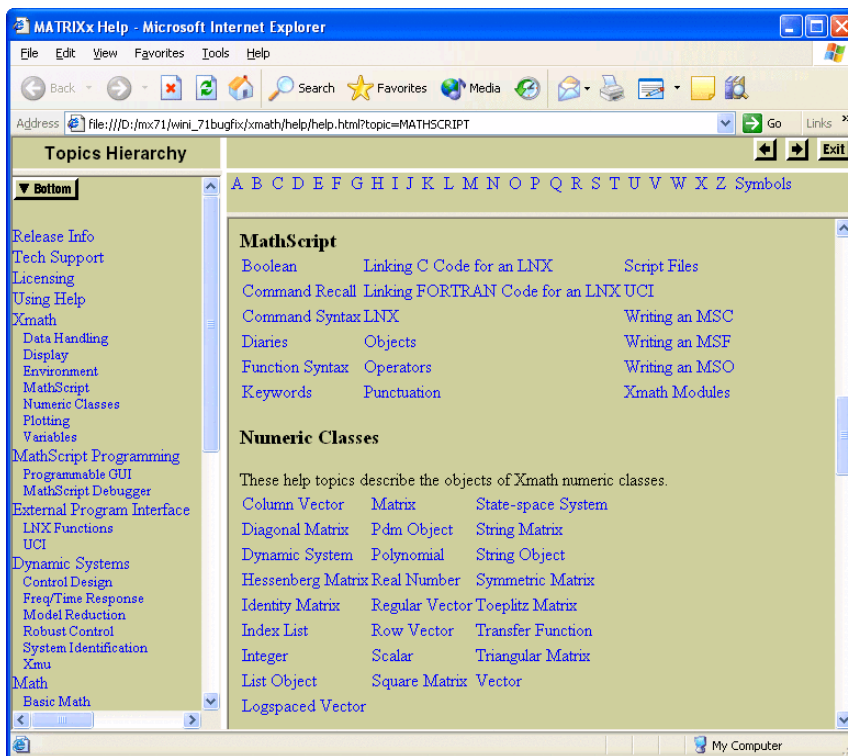 MATRIXx Help - Microsoft Internet Explorer
File Edit View Favorites Tools Help
Back Search Favorites Media
Address file:///D:/mx71/wini_71bugfix/xmath/help/help.html?topic=MATHSCRIPT Go Links »
Topics Hierarchy Exit
▼ Bottom
A B C D E F G H I J K L M N O P Q R S T U V W X Z Symbols
Release Info
Tech Support
Licensing
Using Help
Xmath
Data Handling
Display
Environment
MathScript
Numeric Classes
Plotting
Variables
MathScript Programming
Programmable GUI
MathScript Debugger
External Program Interface
LNX Functions
UCI
Dynamic Systems
Control Design
Freq/Time Response
Model Reduction
Robust Control
System Identification
Xmu
Math
Basic Math
MathScript
Boolean Linking C Code for an LNX Script Files
Command Recall Linking FORTRAN Code for an LNX UCI
Command Syntax LNX Writing an MSC
Diaries Objects Writing an MSF
Function Syntax Operators Writing an MSO
Keywords Punctuation Xmath Modules
Numeric Classes
These help topics describe the objects of Xmath numeric classes.
Column Vector Matrix State-space System
Diagonal Matrix Pdm Object String Matrix
Dynamic System Polynomial String Object
Hessenberg Matrix Real Number Symmetric Matrix
Identity Matrix Regular Vector Toeplitz Matrix
Index List Row Vector Transfer Function
Integer Scalar Triangular Matrix
List Object Square Matrix Vector
Logspaced Vector
My Computer